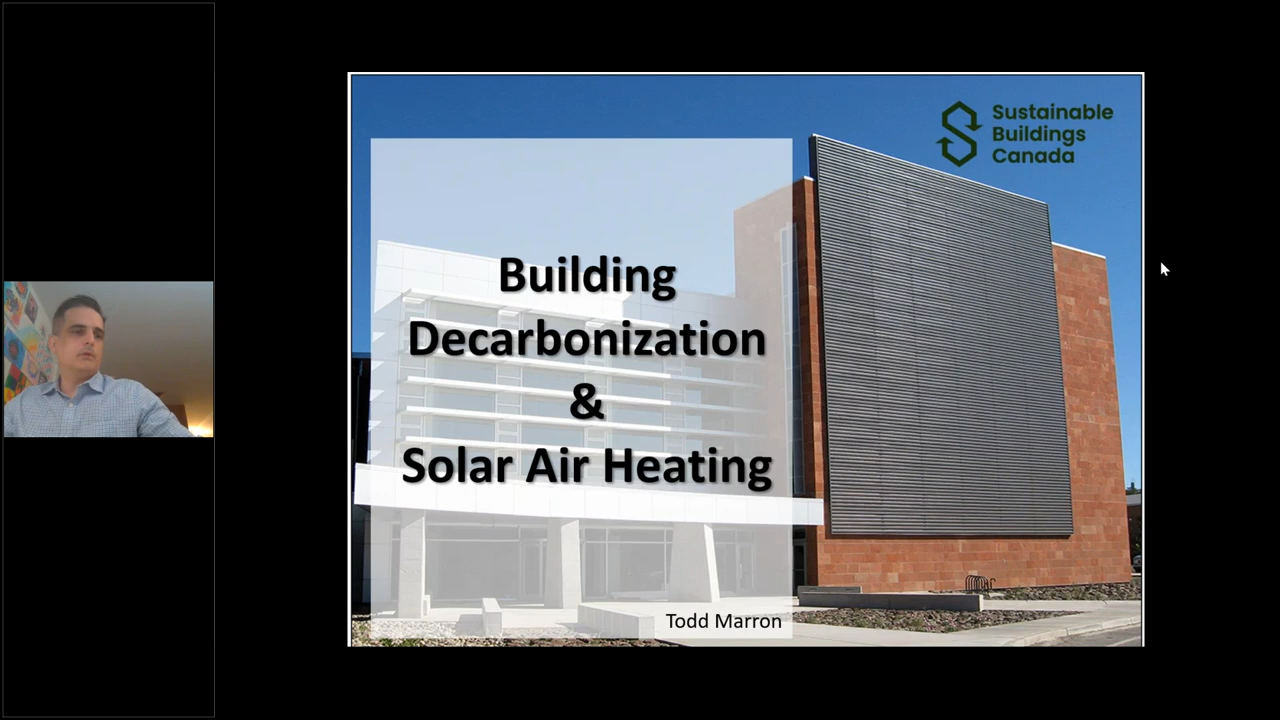 Sustainable
Buildings
Canada
Building
Decarbonization
&
Solar Air Heating
Todd Marron